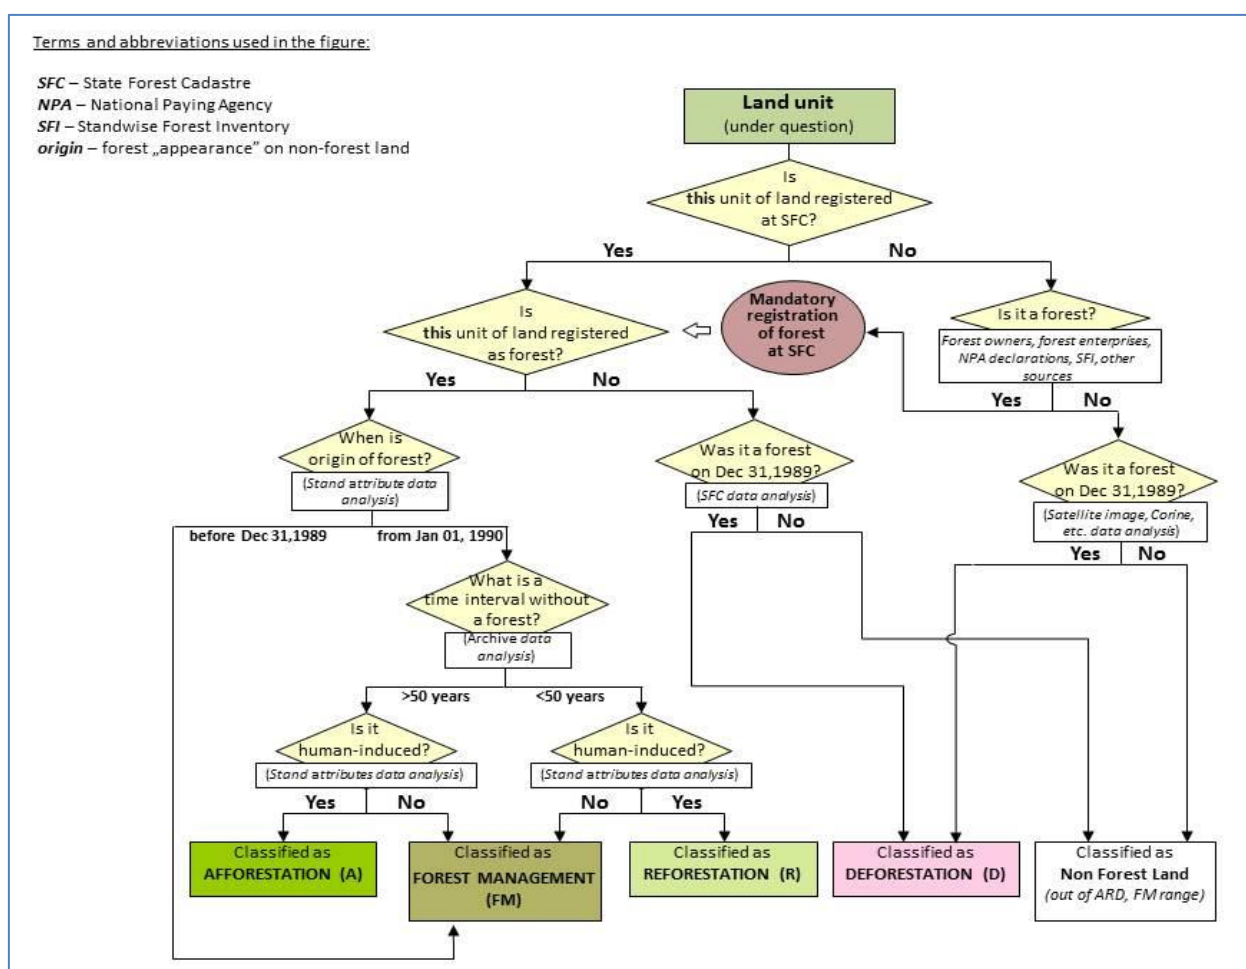 Terms and abbreviations used in the figure:
SFC – State Forest Cadastre
NPA – National Paying Agency
SFI – Standwise Forest Inventory
origin – forest „appearance” on non-forest land
Land unit
(under question)
Is
this unit of land registered
at SFC?
Yes
No
Is
this unit of land registered
as forest?
Mandatory
registration
of forest
at SFC
Is it a forest?
Forest owners, forest enterprises,
NPA declarations, SFI, other
sources
Yes
No
Yes
No
When is
origin of forest?
(Stand attribute data
analysis)
Was it a forest
on Dec 31,1989?
(SFC data analysis)
Was it a forest
on Dec 31,1989?
(Satellite image, Corine,
etc. data analysis)
Yes
No
Yes
No
before Dec 31,1989
from Jan 01, 1990
What is a
time interval without
a forest?
(Archive data
analysis)
>50 years
<50 years
Is it
human-induced?
(Stand attributes data analysis)
Is it
human-induced?
(Stand attributes data analysis)
Yes
No
No
Yes
Classified as
AFFORESTATION (A)
Classified as
FOREST MANAGEMENT
(FM)
Classified as
REFORESTATION (R)
Classified as
DEFORESTATION (D)
Classified as
Non Forest Land
(out of ARD, FM range)